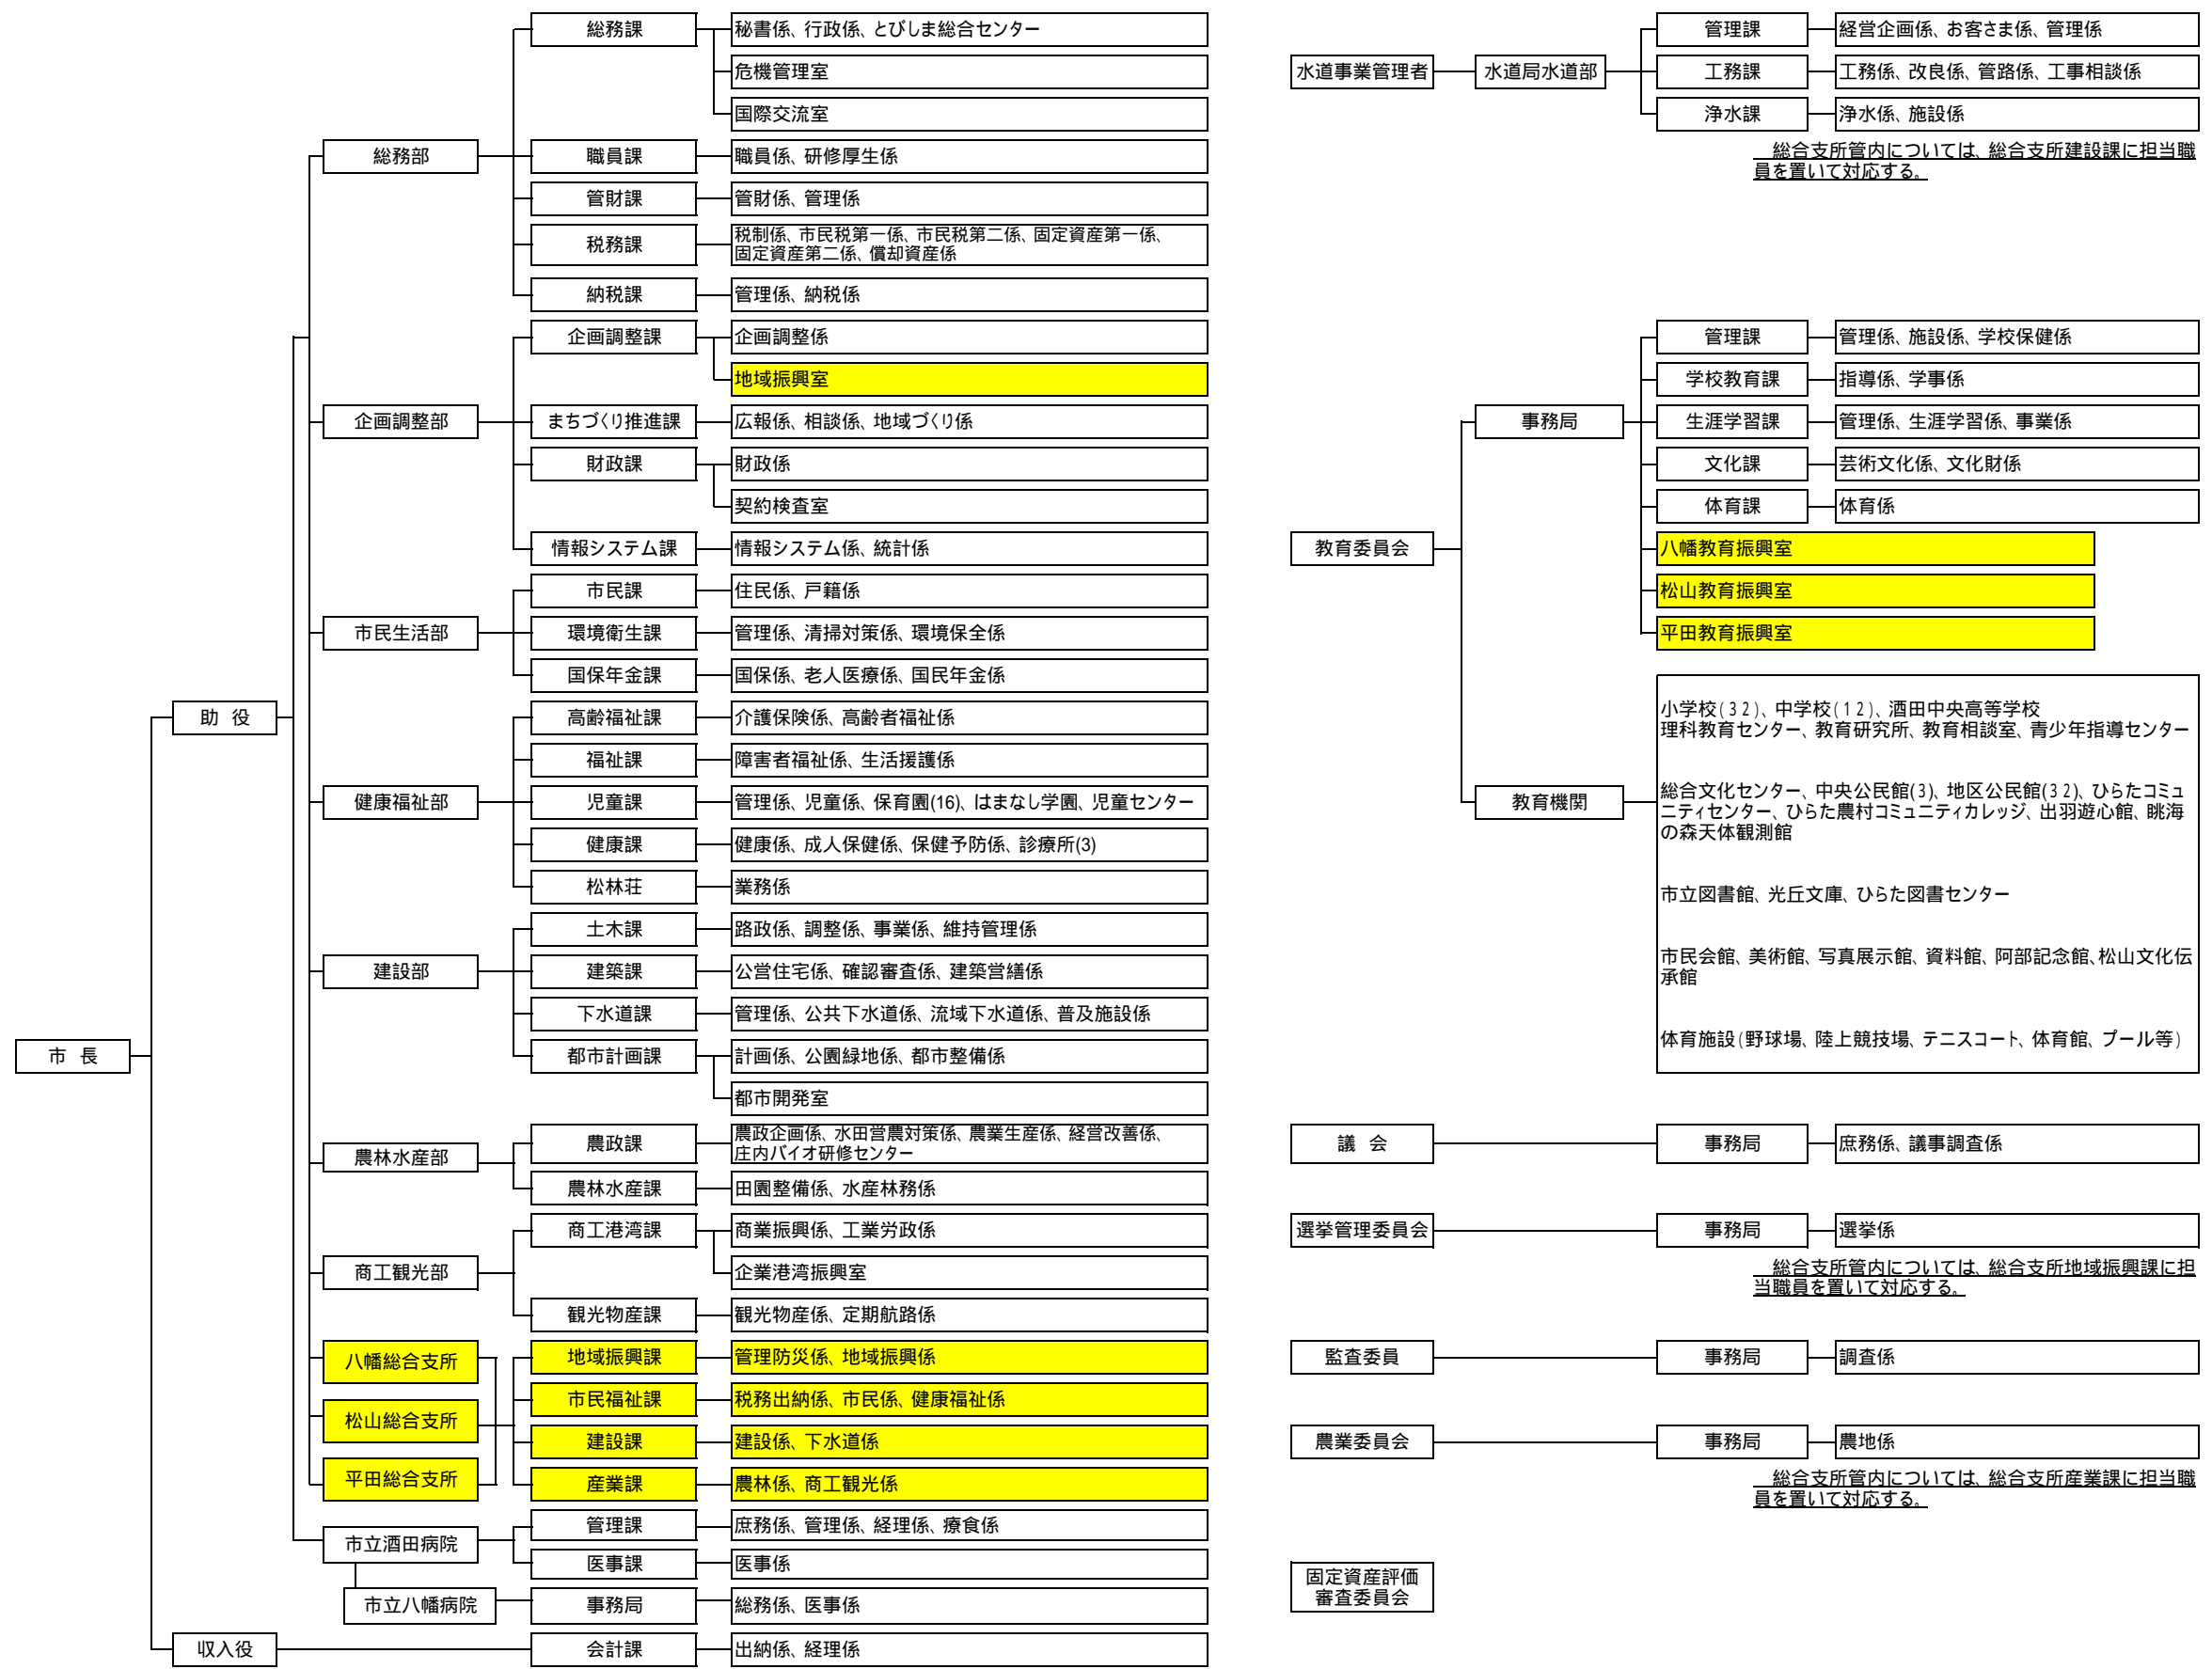 総務課
秘書係、行政係、とびしま総合センター
危機管理室
国際交流室
総務部
職員課
職員係、研修厚生係
管財課
管財係、管理係
税務課
税制係、市民税第一係、市民税第二係、固定資産第一係、
固定資産第二係、償却資産係
納税課
管理係、納税係
企画調整課
企画調整係
地域振興室
企画調整部
まちづくり推進課
広報係、相談係、地域づくり係
財政課
財政係
契約検査室
情報システム課
情報システム係、統計係
市民課
住民係、戸籍係
市民生活部
環境衛生課
管理係、清掃対策係、環境保全係
国保年金課
国保係、老人医療係、国民年金係
助 役
高齢福祉課
介護保険係、高齢者福祉係
福祉課
障害者福祉係、生活援護係
健康福祉部
児童課
管理係、児童係、保育園(16)、はまなし学園、児童センター
健康課
健康係、成人保健係、保健予防係、診療所(3)
松林荘
業務係
土木課
路政係、調整係、事業係、維持管理係
建設部
建築課
公営住宅係、確認審査係、建築営繕係
下水道課
管理係、公共下水道係、流域下水道係、普及施設係
市 長
都市計画課
計画係、公園緑地係、都市整備係
都市開発室
農林水産部
農政課
農政企画係、水田営農対策係、農業生産係、経営改善係、
庄内バイオ研修センター
農林水産課
田園整備係、水産林務係
商工港湾課
商業振興係、工業労政係
商工観光部
企業港湾振興室
観光物産課
観光物産係、定期航路係
八幡総合支所
地域振興課
管理防災係、地域振興係
松山総合支所
市民福祉課
税務出納係、市民係、健康福祉係
建設課
建設係、下水道係
平田総合支所
産業課
農林係、商工観光係
市立酒田病院
管理課
庶務係、管理係、経理係、療食係
医事課
医事係
市立八幡病院
事務局
総務係、医事係
収入役
会計課
出納係、経理係
管理課
経営企画係、お客さま係、管理係
水道事業管理者
水道局水道部
工務課
工務係、改良係、管路係、工事相談係
浄水課
浄水係、施設係
総合支所管内については、総合支所建設課に担当職
員を置いて対応する。
管理課
管理係、施設係、学校保健係
学校教育課
指導係、学事係
事務局
生涯学習課
管理係、生涯学習係、事業係
文化課
芸術文化係、文化財係
体育課
体育係
教育委員会
八幡教育振興室
松山教育振興室
平田教育振興室
教育機関
小学校(32)、中学校(12)、酒田中央高等学校
理科教育センター、教育研究所、教育相談室、青少年指導センター
総合文化センター、中央公民館(3)、地区公民館(32)、ひらたコミュ
ニティセンター、ひらた農村コミュニティカレッジ、出羽遊心館、眺海
の森天体観測館
市立図書館、光丘文庫、ひらた図書センター
市民会館、美術館、写真展示館、資料館、阿部記念館、松山文化伝
承館
体育施設(野球場、陸上競技場、テニスコート、体育館、プール等)
議 会
事務局
庶務係、議事調査係
選挙管理委員会
事務局
選挙係
総合支所管内については、総合支所地域振興課に担
当職員を置いて対応する。
監査委員
事務局
調査係
農業委員会
事務局
農地係
総合支所管内については、総合支所産業課に担当職
員を置いて対応する。
固定資産評価
審査委員会